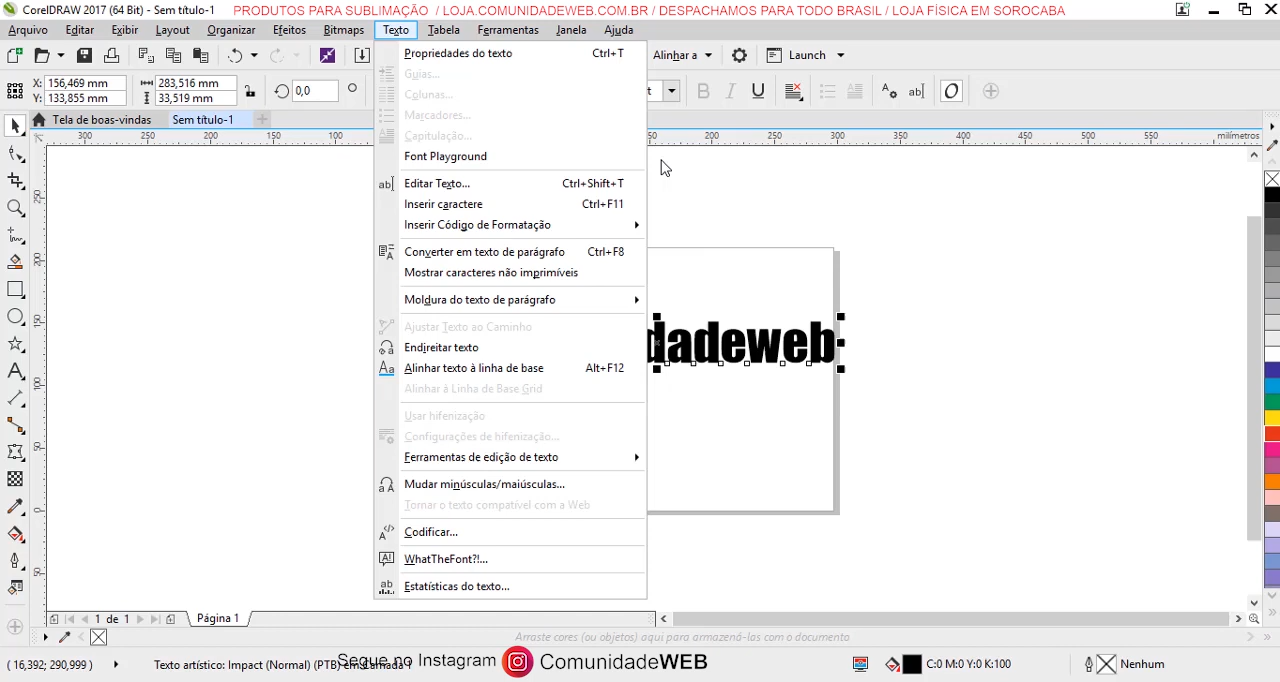 CorelDRAW 2017 (64 Bit) - Sem título-1
PRODUTOS PARA SUBLIMAÇÃO / LOJA.COMUNIDADEWEB.COM.BR / DESPACHAMOS PARA TODO BRASIL / LOJA FÍSICA EM SOROCABA
Arquivo Editar Exibir Layout Organizar Efeitos Bitmaps Texto Tabela Ferramentas Janela Ajuda
Alinhar a Launch
X: 156,469 mm 283,516 mm 0,0
Y: 133,855 mm 33,519 mm
Tela de boas-vindas Sem título-1
300 250 200 150 100 50 200 250 300 350 400 450 500 550 milímetros
Propriedades do texto Ctrl+T
Guias...
Colunas...
Marcadores...
Capitulação...
Font Playground
Editar Texto... Ctrl+Shift+T
Inserir caractere Ctrl+F11
Inserir Código de Formatação
Converter em texto de parágrafo Ctrl+F8
Mostrar caracteres não imprimíveis
Moldura do texto de parágrafo
Ajustar Texto ao Caminho
Endireitar texto
Alinhar texto à linha de base Alt+F12
Alinhar à Linha de Base Grid
Usar hifenização
Configurações de hifenização...
Ferramentas de edição de texto
Mudar minúsculas/maiúsculas...
Tornar o texto compatível com a Web
Codificar...
WhatTheFont?!...
Estatísticas do texto...
dadeweb
1 de 1 Página 1
Arraste cores (ou objetos) aqui para armazená-las com o documento
( 16,392; 290,999 ) Texto artístico: Impact (Normal) (PTB) em Camada 1
Segue no Instagram ComunidadeWEB
C:0 M:0 Y:0 K:100 Nenhum